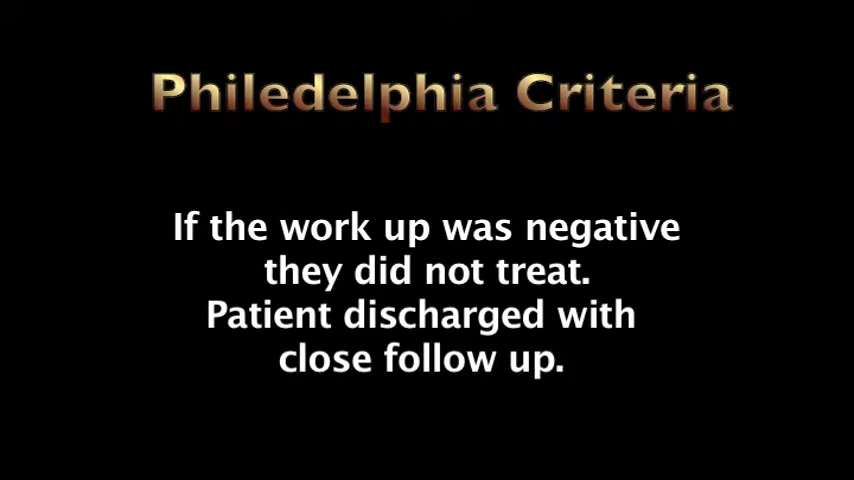 Philedelphia Criteria
If the work up was negative
they did not treat.
Patient discharged with
close follow up.